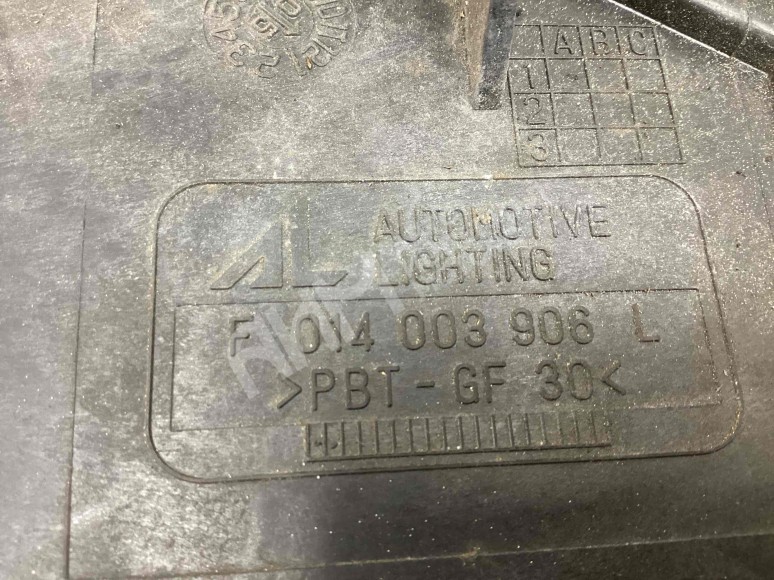 A B C
1
2
3
AL AUTOMOTIVE
LIGHTING
F 014 003 906 L
>PBT-GF 30<